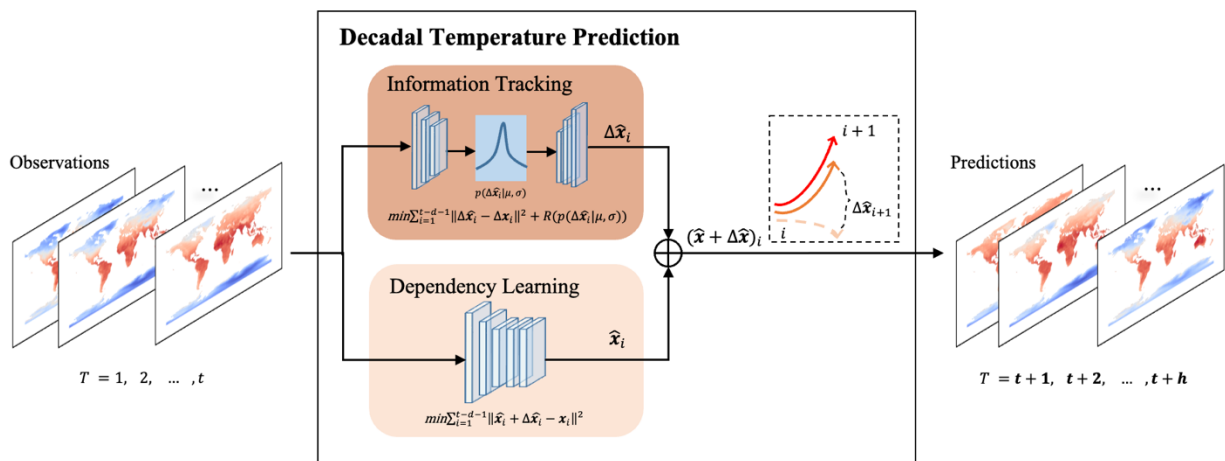 Decadal Temperature Prediction
Information Tracking
Observations
...
p(Δx̂ᵢ|μ, σ)
min∑ᵢ₌₁ᵗ⁻ᵈ⁻¹‖Δx̂ᵢ − Δxᵢ‖² + R(p(Δx̂ᵢ|μ, σ))
Δx̂ᵢ
i + 1
Δx̂ᵢ₊₁
i
(x̂ + Δx̂)ᵢ
Predictions
...
Dependency Learning
x̂ᵢ
min∑ᵢ₌₁ᵗ⁻ᵈ⁻¹‖x̂ᵢ + Δx̂ᵢ − xᵢ‖²
T = 1, 2, ... , t
T = t + 1, t + 2, ... , t + h